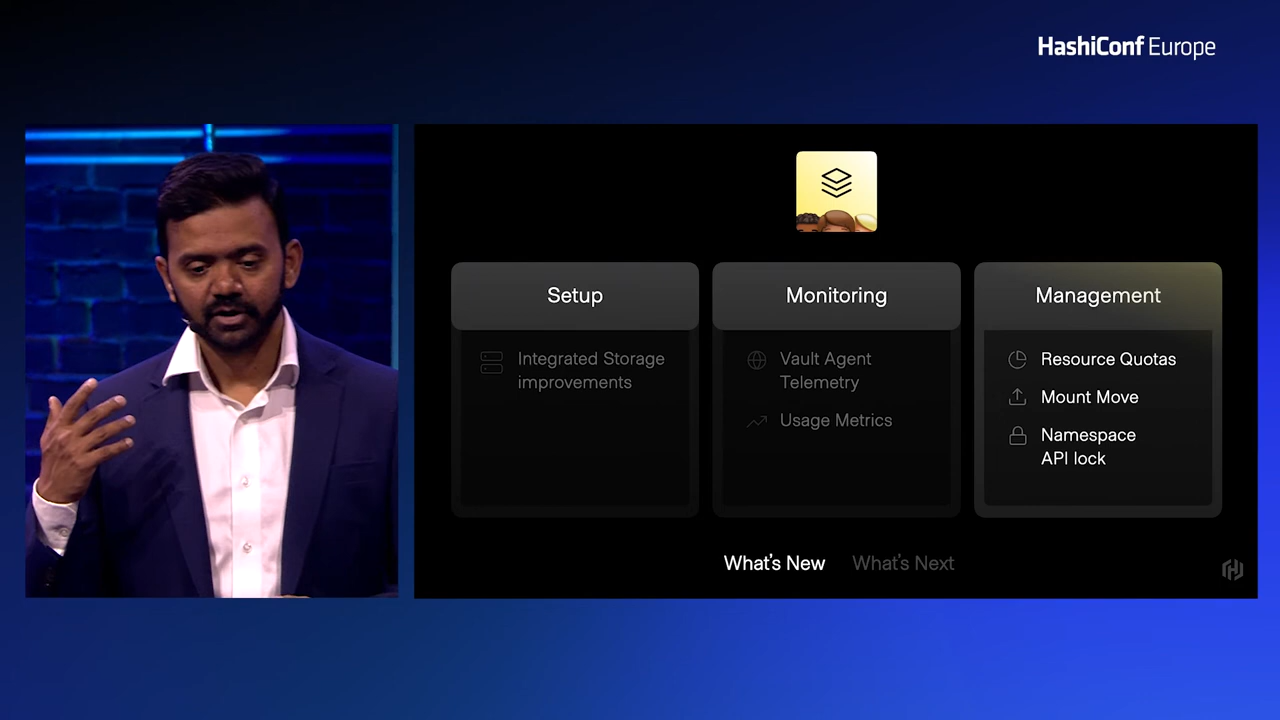 HashiConf Europe
Setup
Integrated Storage
improvements
Monitoring
Vault Agent
Telemetry
Usage Metrics
Management
Resource Quotas
Mount Move
Namespace
API lock
What's New
What's Next